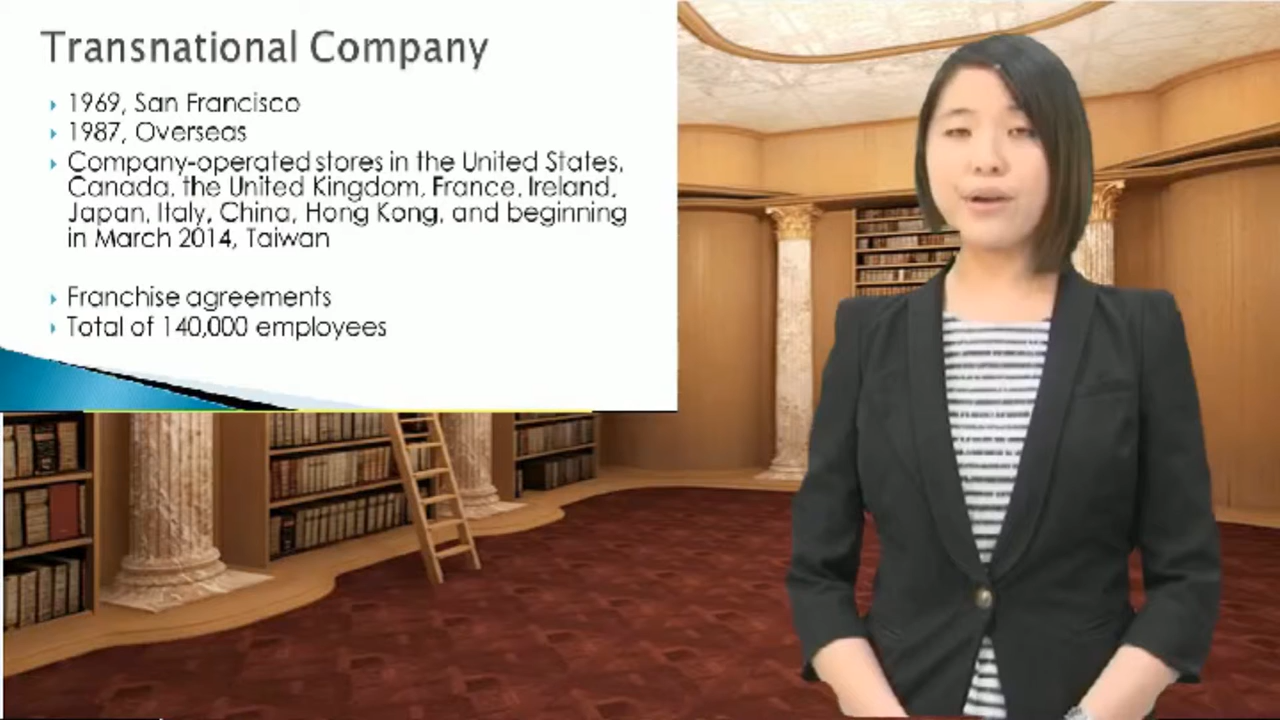 Transnational Company
1969, San Francisco
1987, Overseas
Company-operated stores in the United States,
Canada, the United Kingdom, France, Ireland,
Japan, Italy, China, Hong Kong, and beginning
in March 2014, Taiwan
Franchise agreements
Total of 140,000 employees